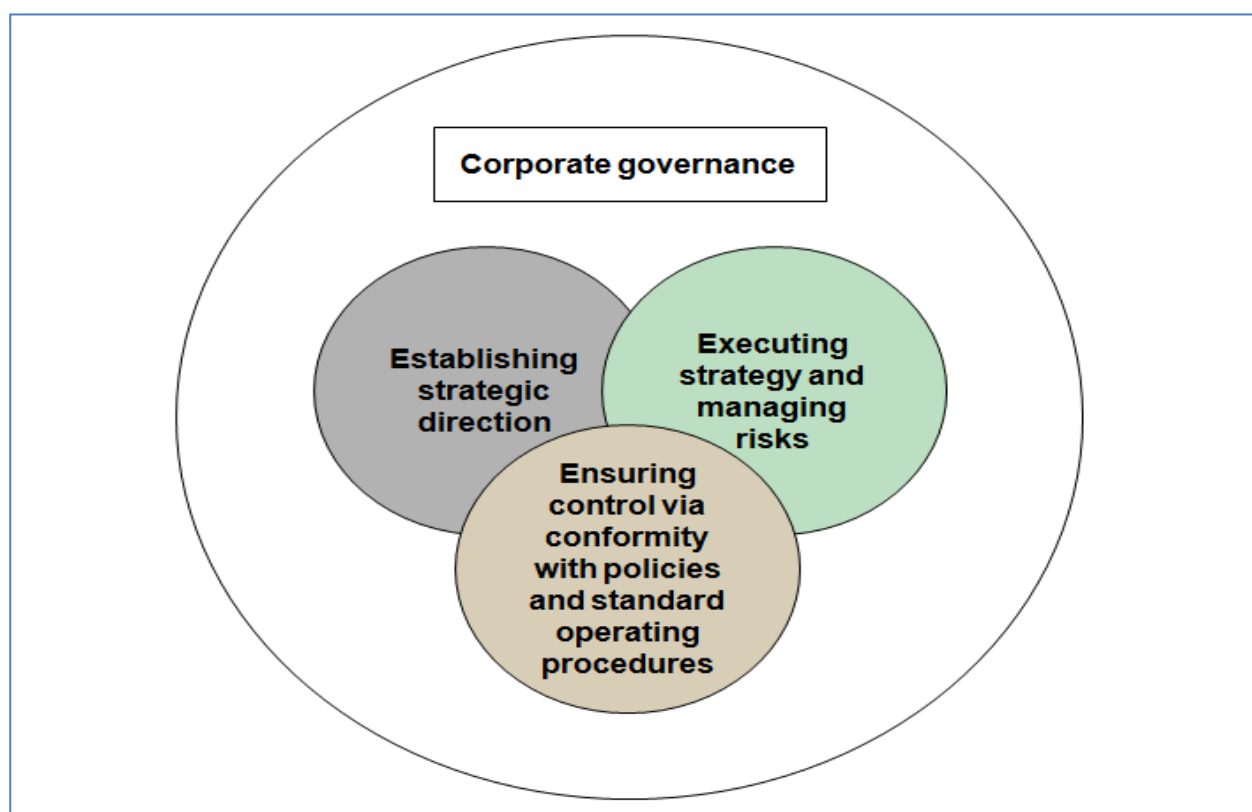 Corporate governance
Establishing
strategic
direction
Executing
strategy and
managing
risks
Ensuring
control via
conformity
with policies
and standard
operating
procedures